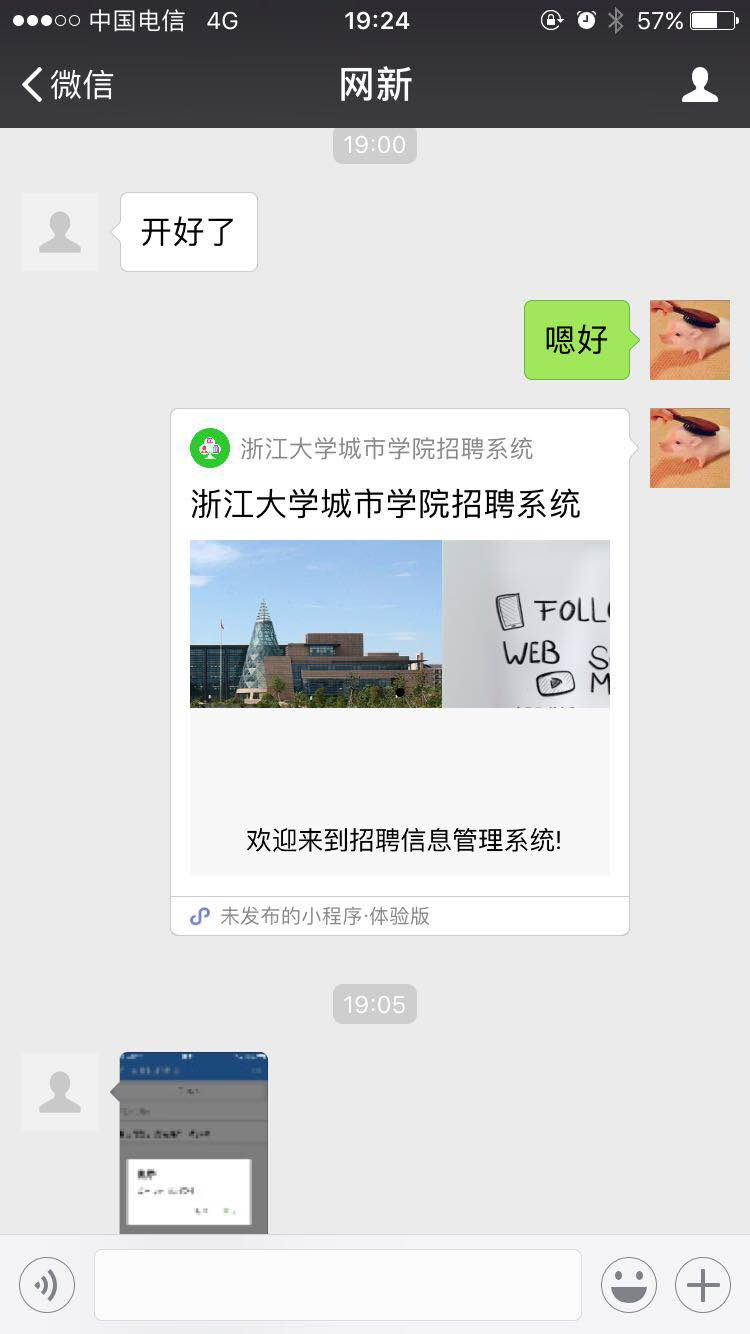 中国电信 4G 19:24 57%
微信 网新
19:00
开好了
嗯好
浙江大学城市学院招聘系统
浙江大学城市学院招聘系统
FOLL
WEB S
M
欢迎来到招聘信息管理系统!
未发布的小程序·体验版
19:05